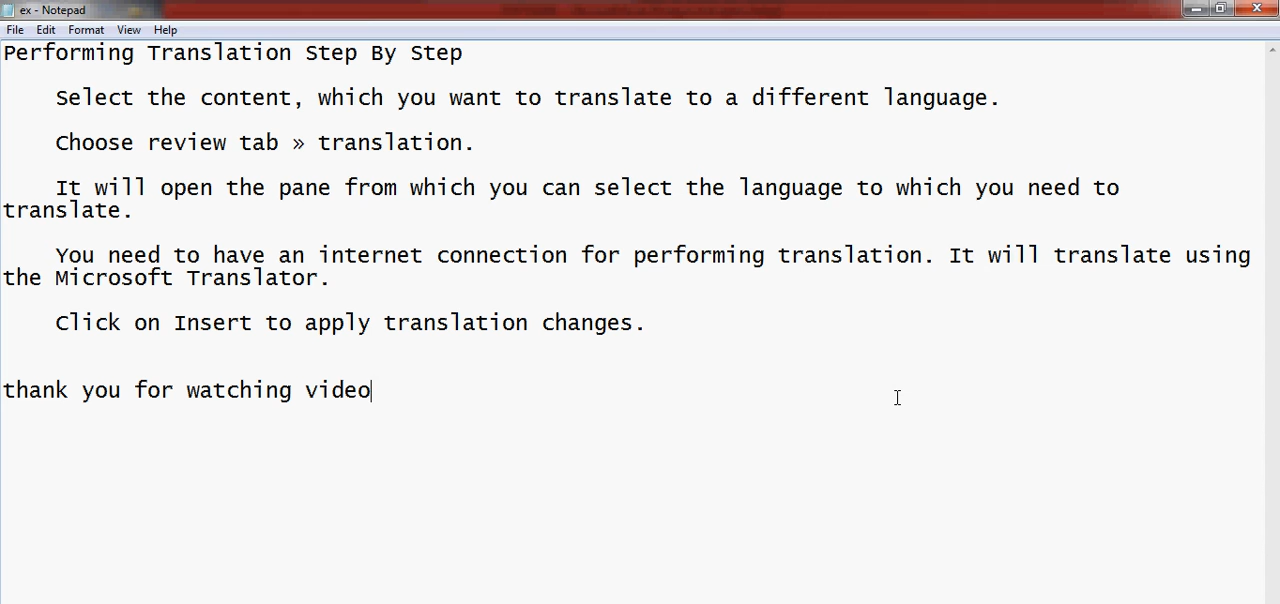 ex - Notepad
File Edit Format View Help
Performing Translation Step By Step
Select the content, which you want to translate to a different language.
Choose review tab » translation.
It will open the pane from which you can select the language to which you need to
translate.
You need to have an internet connection for performing translation. It will translate using
the Microsoft Translator.
Click on Insert to apply translation changes.
thank you for watching video